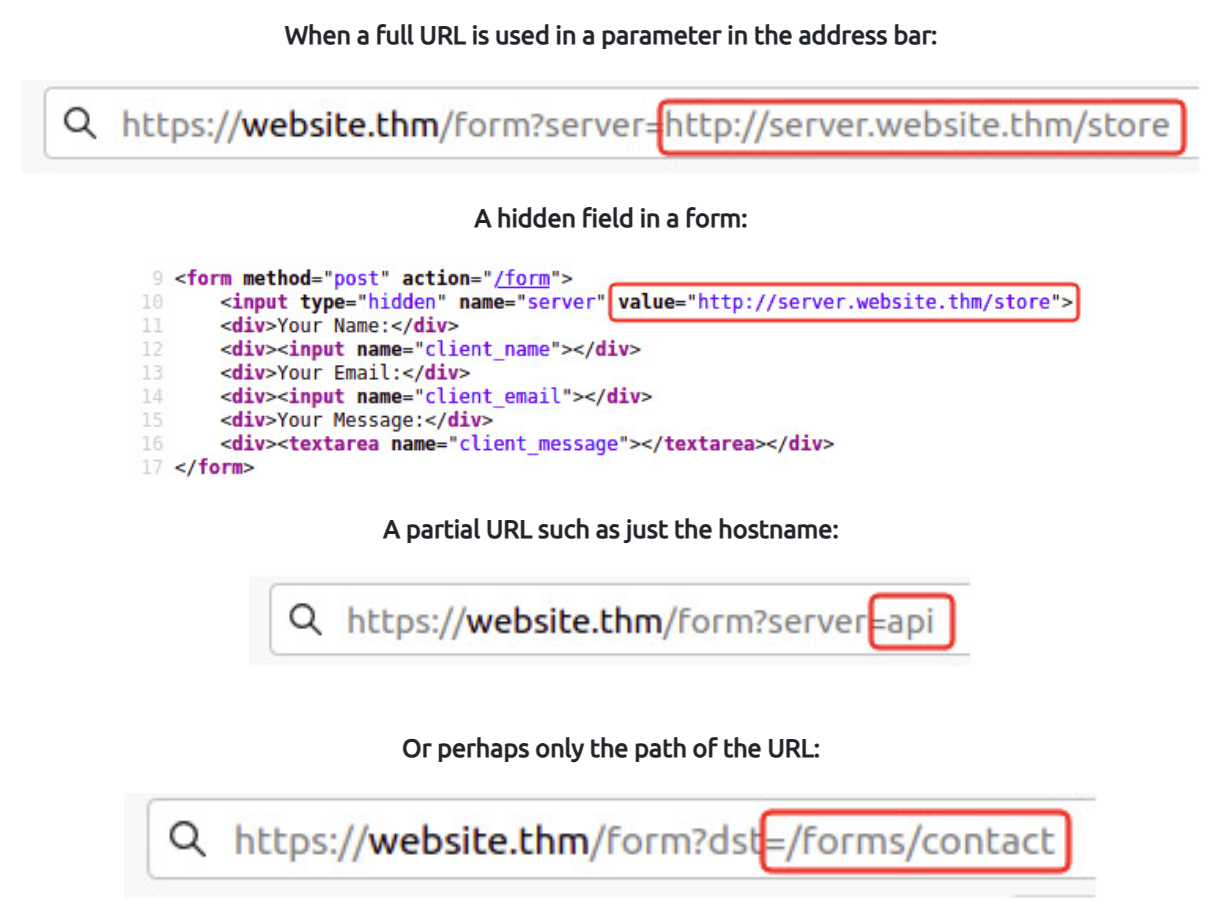 When a full URL is used in a parameter in the address bar:
https://website.thm/form?server=http://server.website.thm/store
A hidden field in a form:
9 <form method="post" action="/form">
10 <input type="hidden" name="server" value="http://server.website.thm/store">
11 <div>Your Name:</div>
12 <div><input name="client_name"></div>
13 <div>Your Email:</div>
14 <div><input name="client_email"></div>
15 <div>Your Message:</div>
16 <div><textarea name="client_message"></textarea></div>
17 </form>
A partial URL such as just the hostname:
https://website.thm/form?server=api
Or perhaps only the path of the URL:
https://website.thm/form?dst=/forms/contact